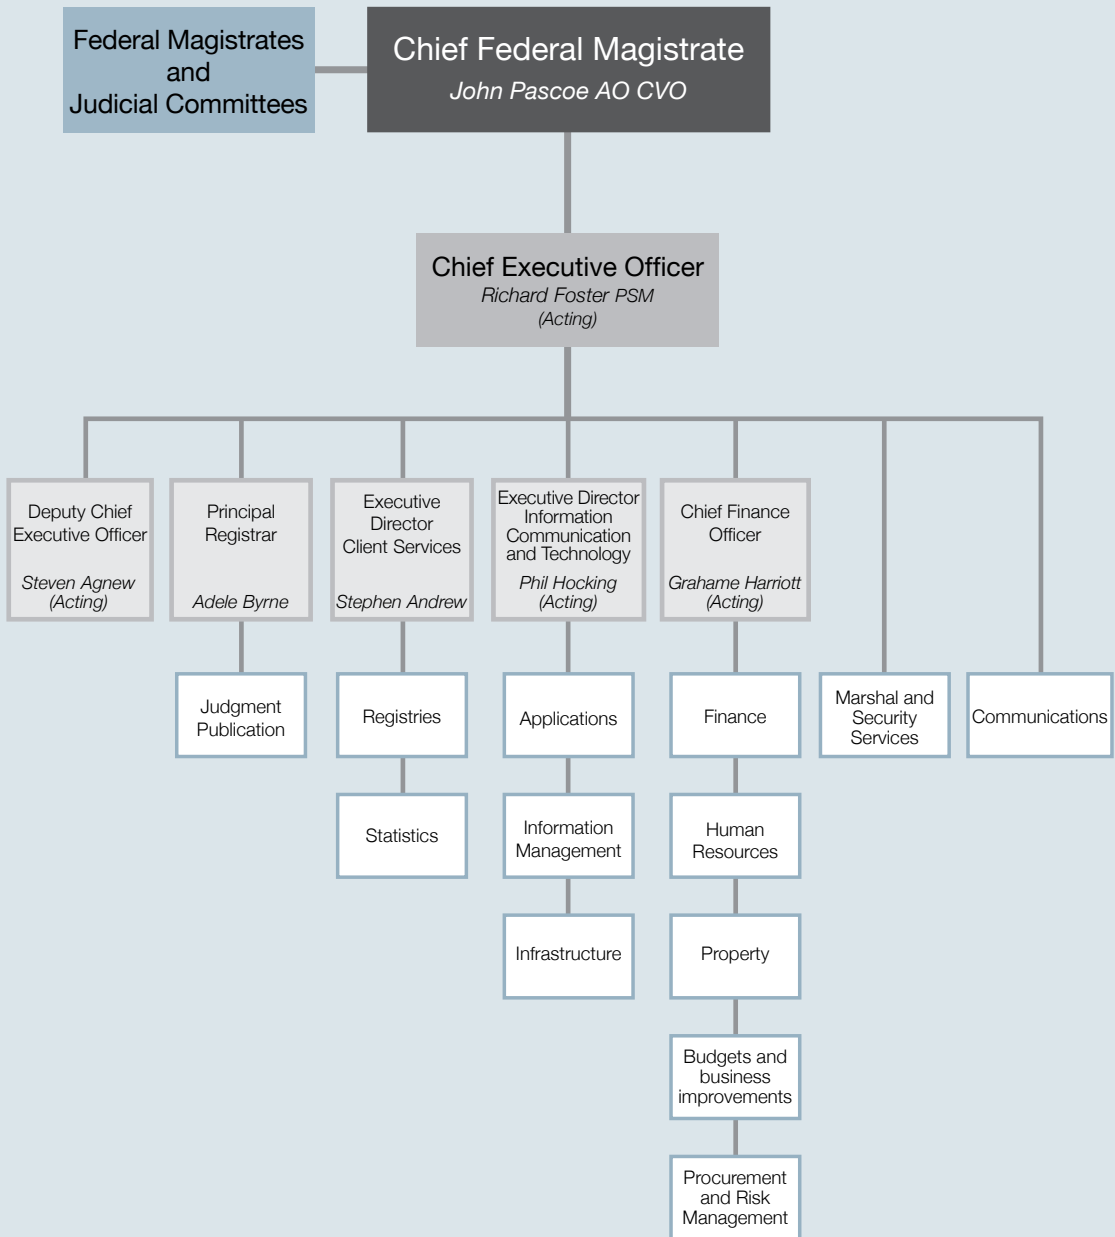 Federal Magistrates
and
Judicial Committees
Chief Federal Magistrate
John Pascoe AO CVO
Chief Executive Officer
Richard Foster PSM
(Acting)
Deputy Chief
Executive Officer
Steven Agnew
(Acting)
Principal
Registrar
Adele Byrne
Executive
Director
Client Services
Stephen Andrew
Executive Director
Information
Communication
and Technology
Phil Hocking
(Acting)
Chief Finance
Officer
Grahame Harriott
(Acting)
Judgment
Publication
Registries
Applications
Finance
Marshal and
Security
Services
Communications
Statistics
Information
Management
Human
Resources
Infrastructure
Property
Budgets and
business
improvements
Procurement
and Risk
Management